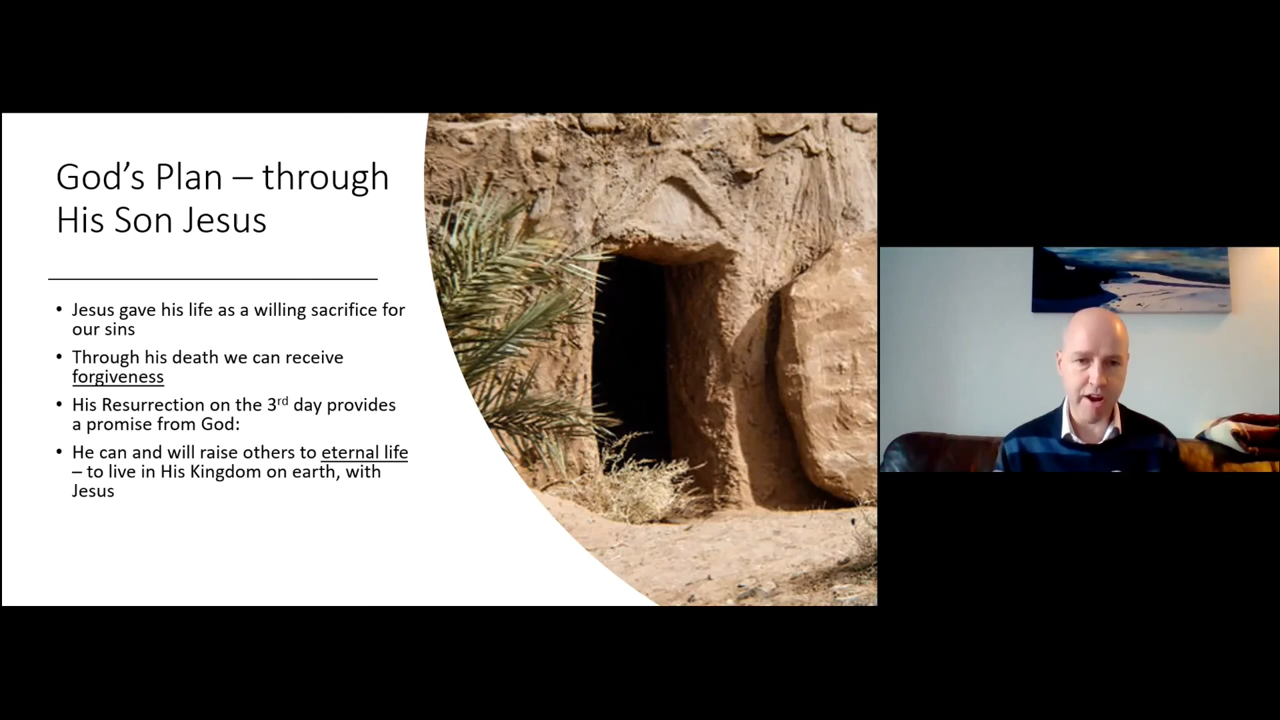 God’s Plan – through
His Son Jesus
• Jesus gave his life as a willing sacrifice for
our sins
• Through his death we can receive
forgiveness
• His Resurrection on the 3rd day provides
a promise from God:
• He can and will raise others to eternal life
– to live in His Kingdom on earth, with
Jesus